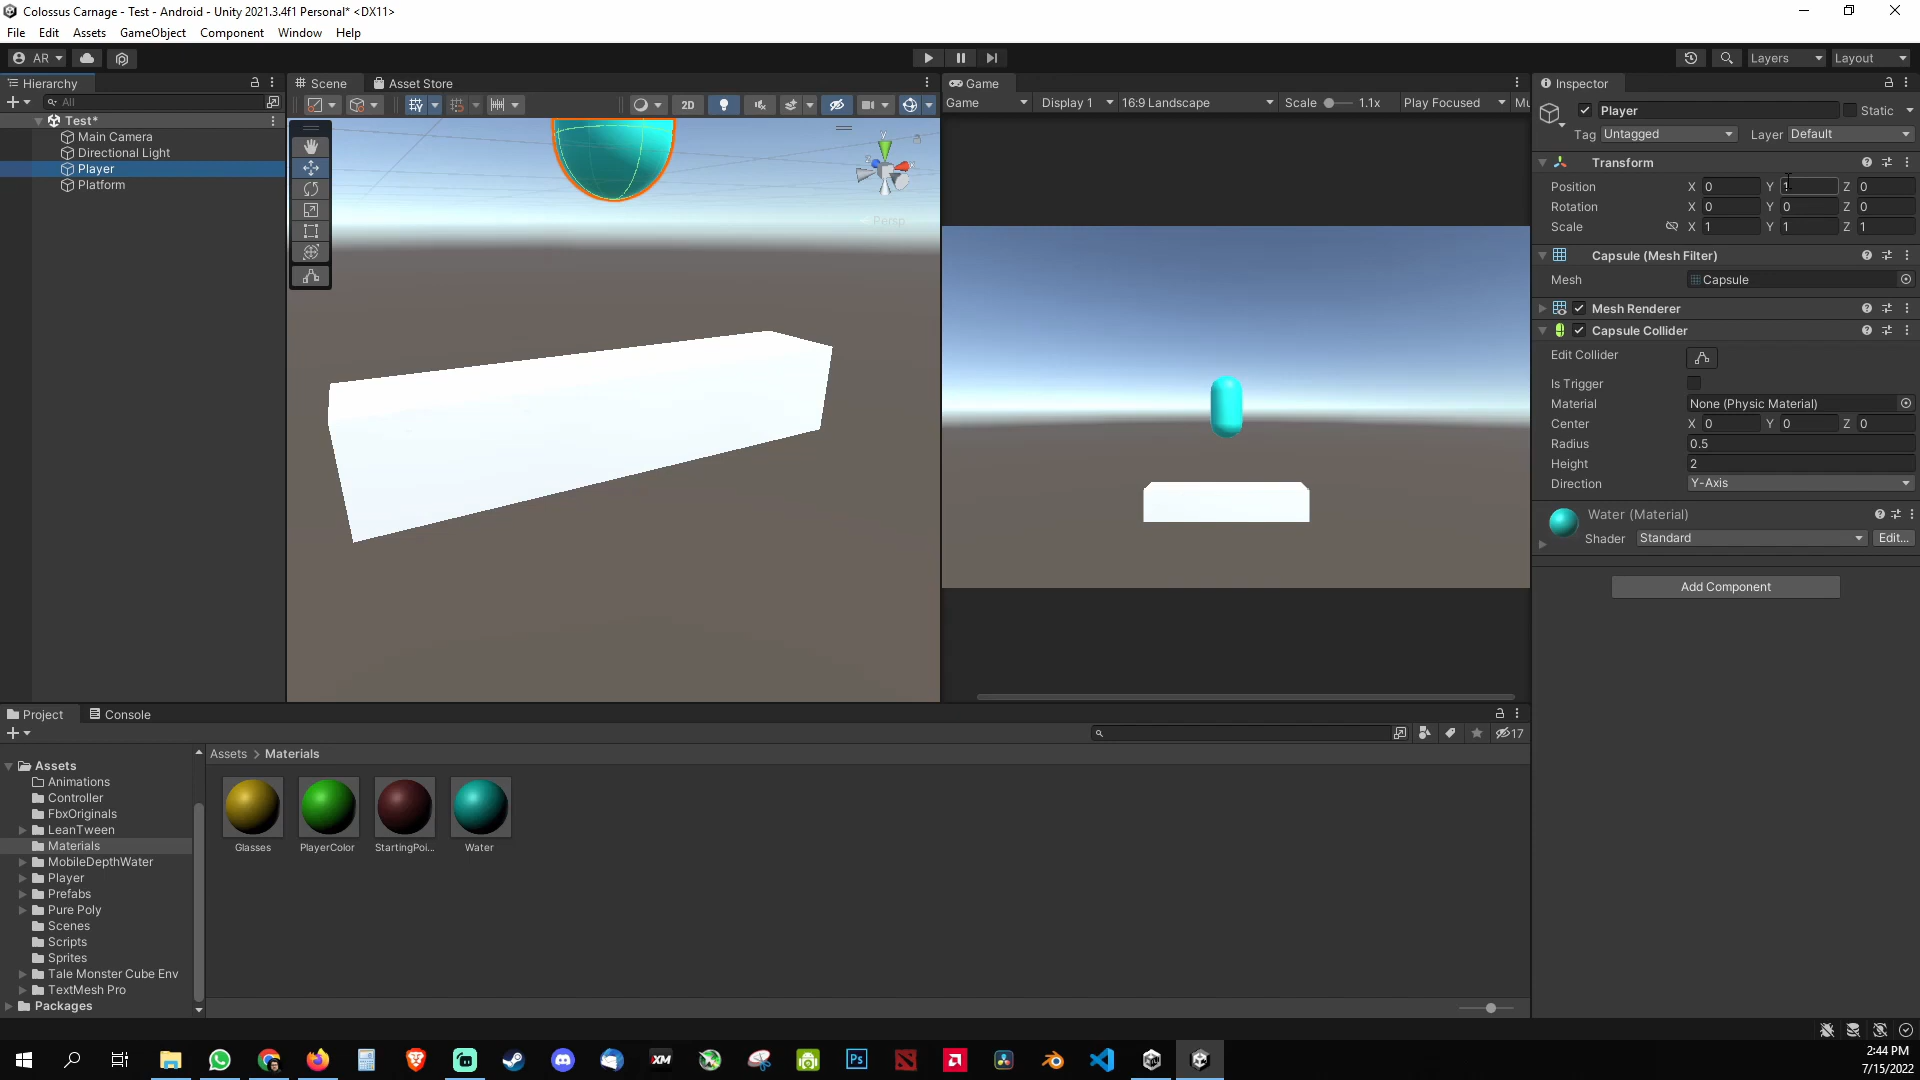 Colossus Carnage - Test - Android - Unity 2021.3.4f1 Personal* <DX11>
File Edit Assets GameObject Component Window Help
AR Layers Layout
Hierarchy
All
Test*
Main Camera
Directional Light
Player
Platform
Scene Asset Store
2D
Persp
y
x
z
Game
Game Display 1 16:9 Landscape Scale 1.1x Play Focused Mu
Inspector
Player Static
Tag Untagged Layer Default
Transform
Position X 0 Y 1 Z 0
Rotation X 0 Y 0 Z 0
Scale X 1 Y 1 Z 1
Capsule (Mesh Filter)
Mesh Capsule
Mesh Renderer
Capsule Collider
Edit Collider
Is Trigger
Material None (Physic Material)
Center X 0 Y 0 Z 0
Radius 0.5
Height 2
Direction Y-Axis
Water (Material)
Shader Standard Edit...
Add Component
Project Console
17
Assets
Animations
Controller
FbxOriginals
LeanTween
Materials
MobileDepthWater
Player
Prefabs
Pure Poly
Scenes
Scripts
Sprites
Tale Monster Cube Env
TextMesh Pro
Packages
Assets > Materials
Glasses PlayerColor StartingPoi... Water
XM
Ps
2:44 PM
7/15/2022